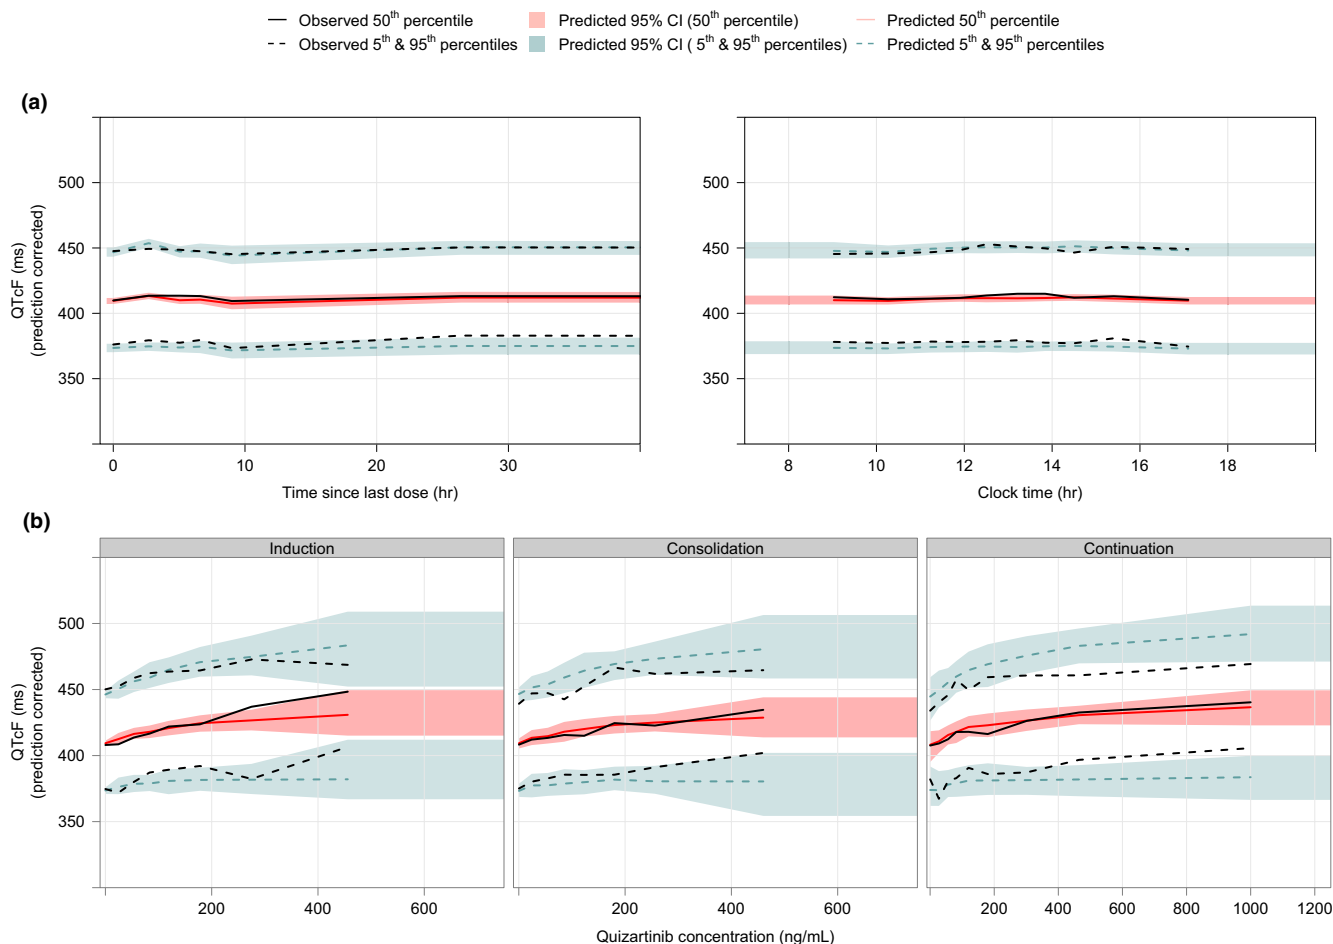 Observed 50th percentile Predicted 95% CI (50th percentile) Predicted 50th percentile
Observed 5th & 95th percentiles Predicted 95% CI ( 5th & 95th percentiles) Predicted 5th & 95th percentiles
(a)
QTcF (ms)
(prediction corrected)
500
450
400
350
0 10 20 30
Time since last dose (hr)
500
450
400
350
8 10 12 14 16 18
Clock time (hr)
(b)
Induction Consolidation Continuation
QTcF (ms)
(prediction corrected)
500
450
400
350
200 400 600 200 400 600 200 400 600 800 1000 1200
Quizartinib concentration (ng/mL)